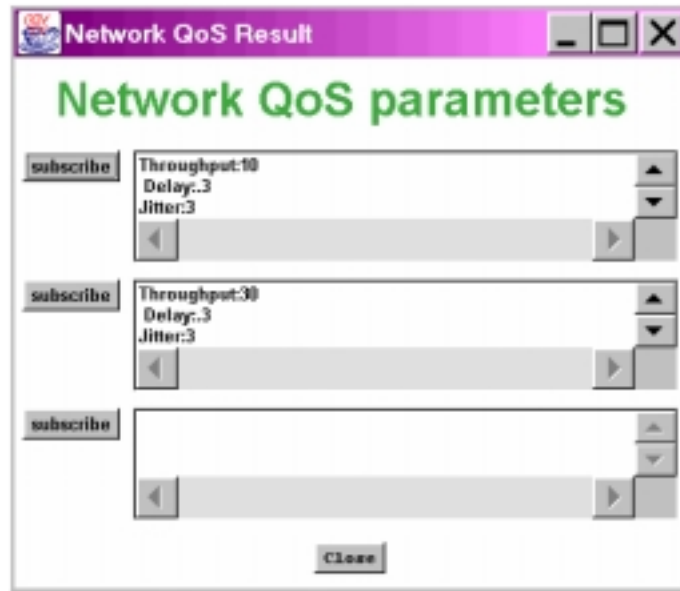 Network QoS Result
Network QoS parameters
subscribe
Throughput:10
Delay:.3
Jitter:3
subscribe
Throughput:30
Delay:.3
Jitter:3
subscribe
Close